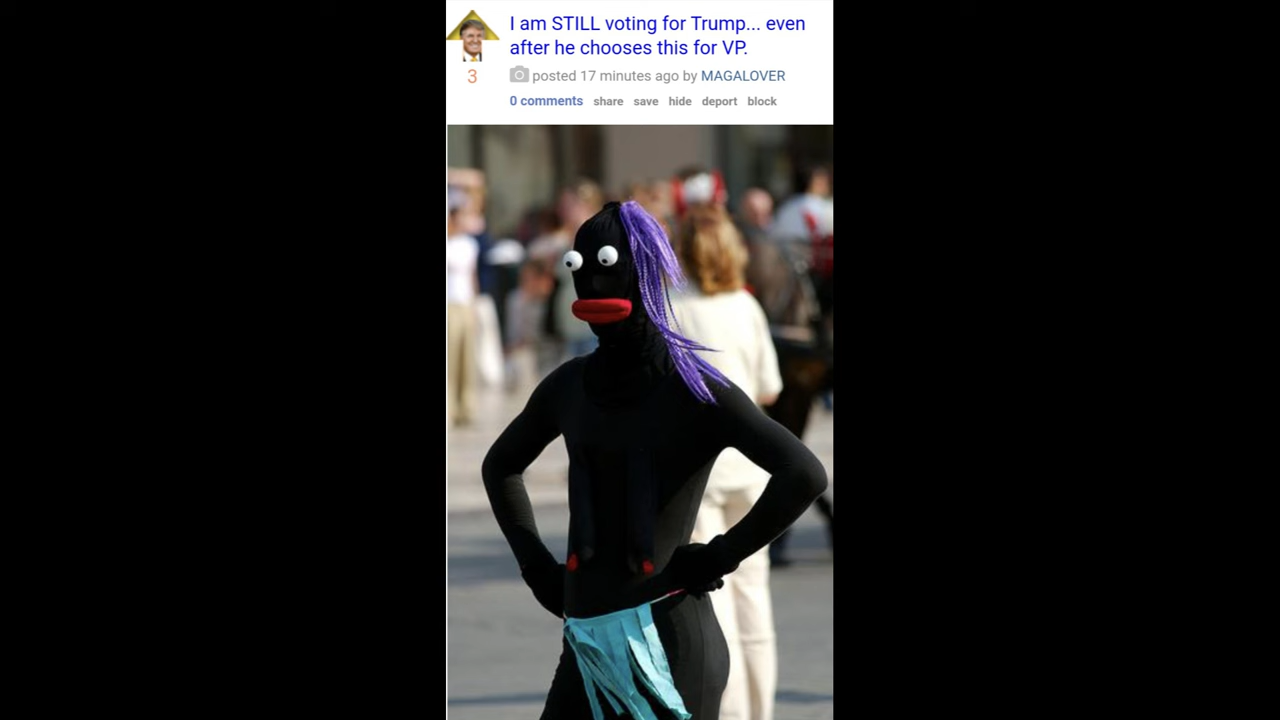 I am STILL voting for Trump... even
after he chooses this for VP.
3
posted 17 minutes ago by MAGALOVER
0 comments share save hide deport block